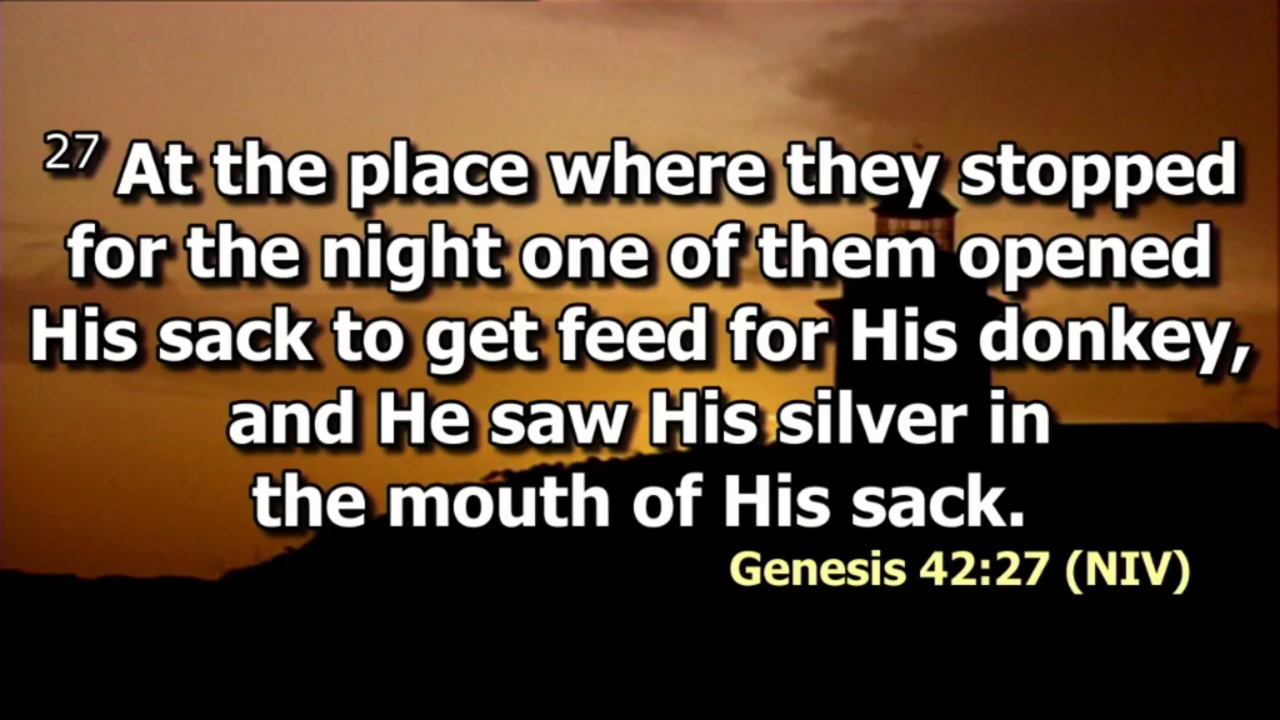 27 At the place where they stopped
for the night one of them opened
His sack to get feed for His donkey,
and He saw His silver in
the mouth of His sack.
Genesis 42:27 (NIV)